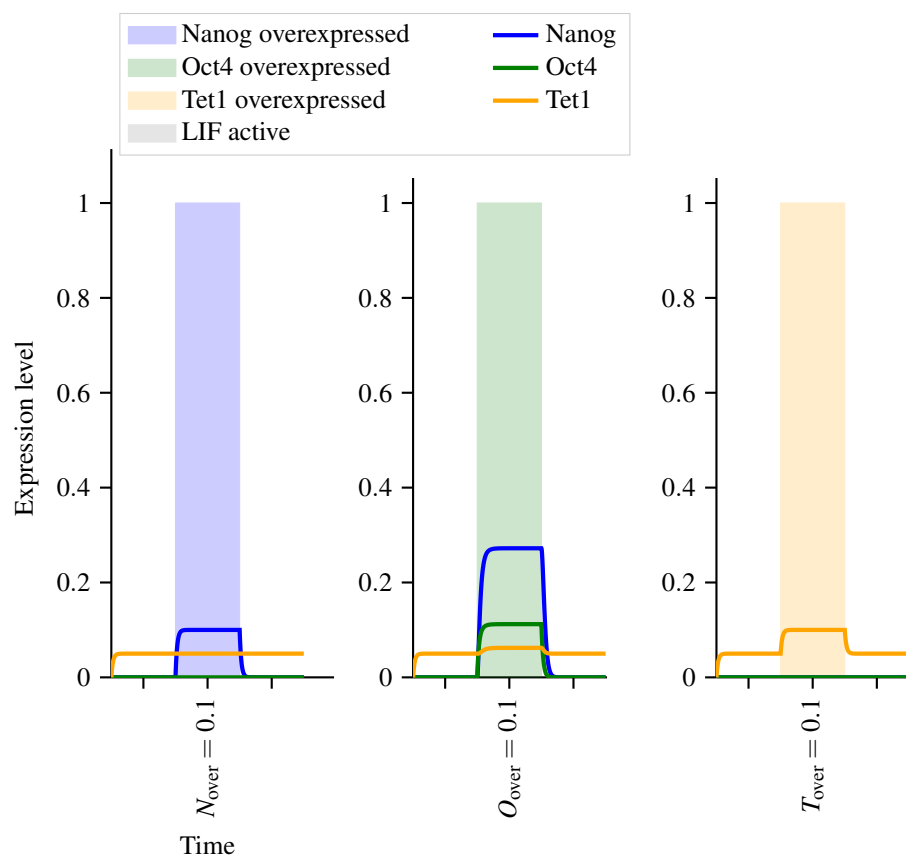 Nanog overexpressed
Oct4 overexpressed
Tet1 overexpressed
LIF active
Nanog
Oct4
Tet1
Expression level
1
0.8
0.6
0.4
0.2
0
N_over = 0.1
Time
1
0.8
0.6
0.4
0.2
0
O_over = 0.1
1
0.8
0.6
0.4
0.2
0
T_over = 0.1